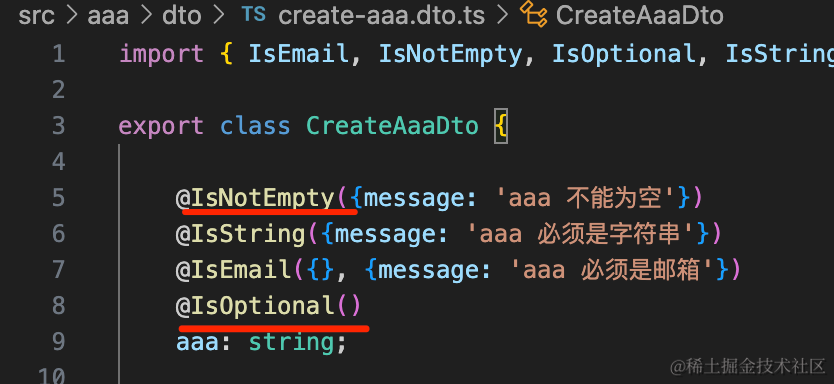 src > aaa > dto > TS create-aaa.dto.ts > CreateAaaDto
1 import { IsEmail, IsNotEmpty, IsOptional, IsString
2
3 export class CreateAaaDto {
4
5 @IsNotEmpty({message: 'aaa 不能为空'})
6 @IsString({message: 'aaa 必须是字符串'})
7 @IsEmail({}, {message: 'aaa 必须是邮箱'})
8 @IsOptional()
9 aaa: string;
10
@稀土掘金技术社区